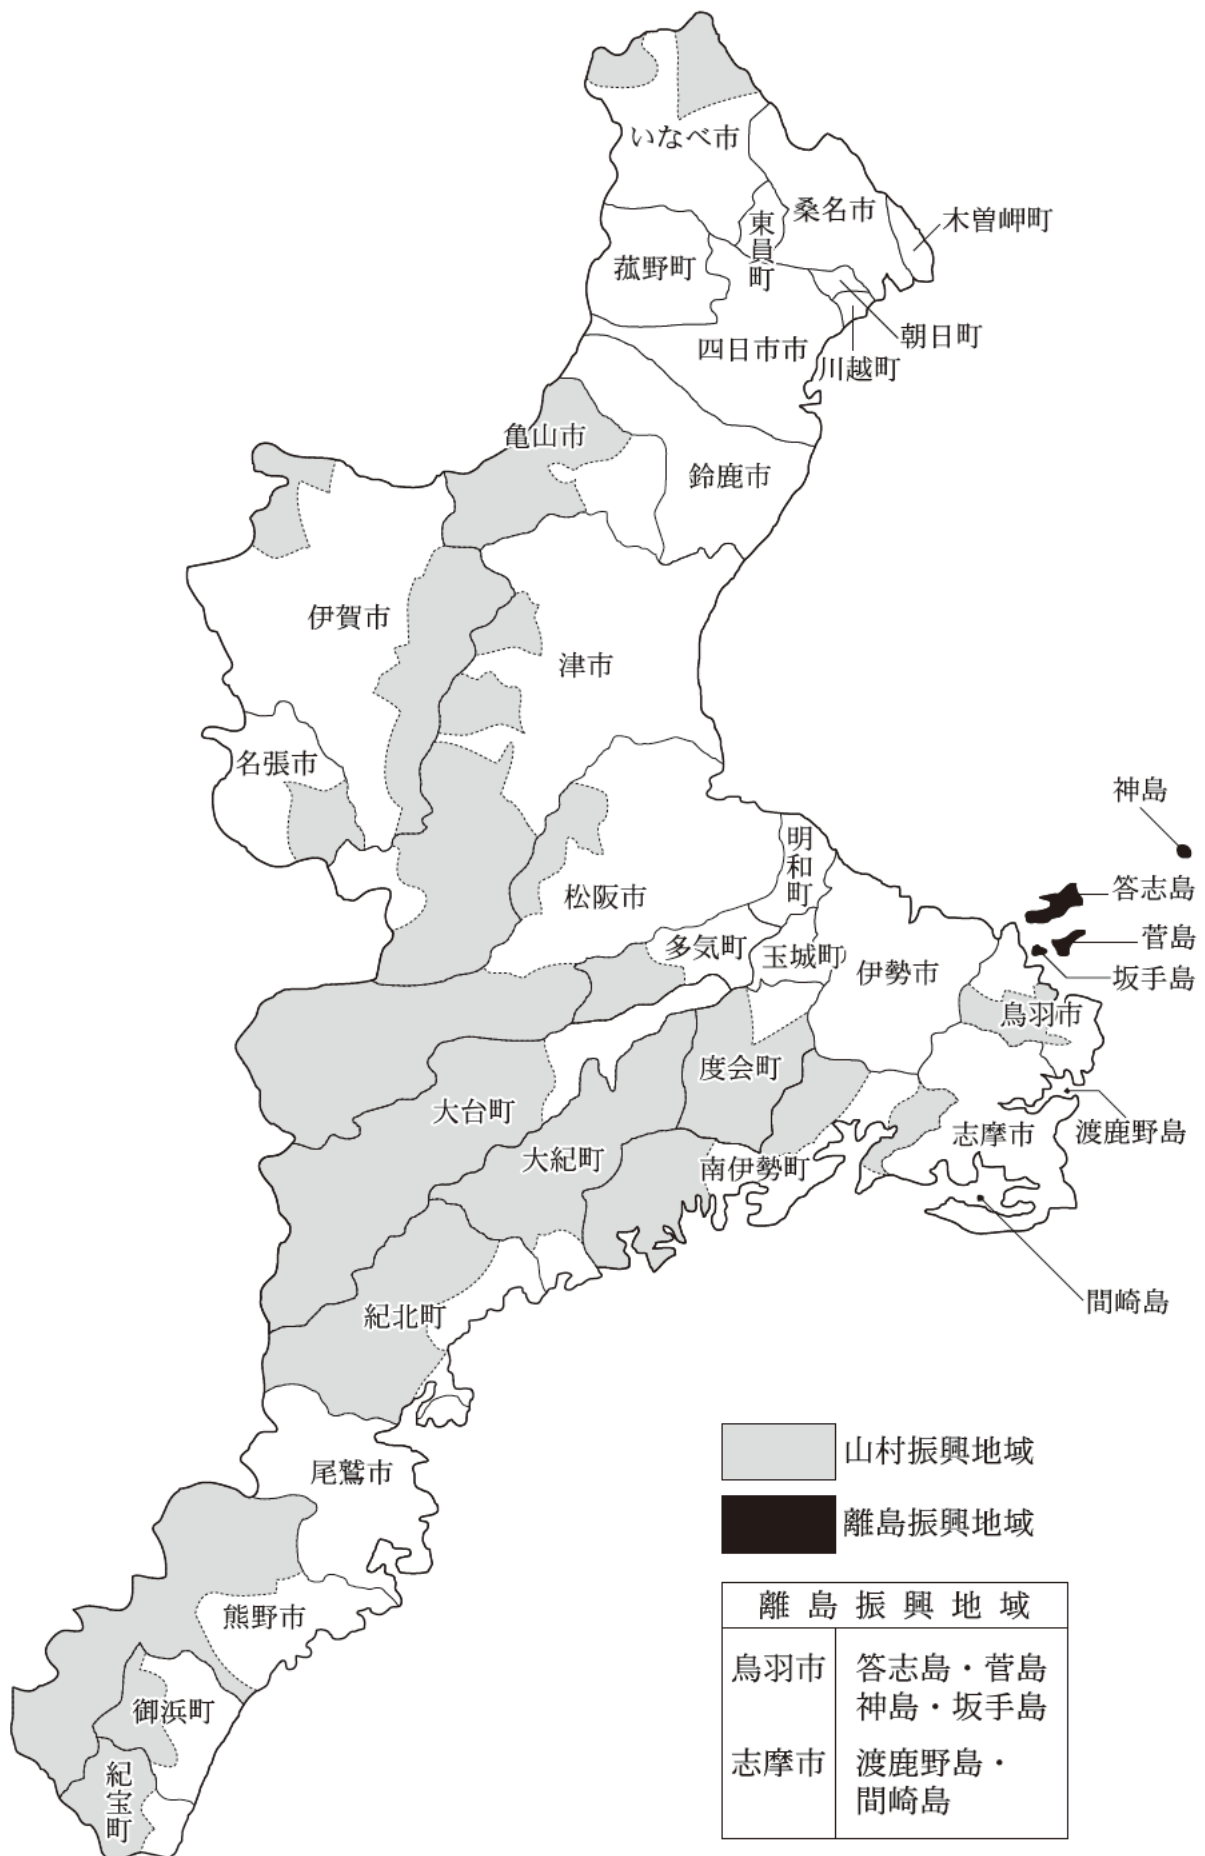 いなべ市
桑名市
東員町
木曽岬町
菰野町
朝日町
四日市市
川越町
亀山市
鈴鹿市
伊賀市
津市
名張市
神島
明和町
答志島
松阪市
菅島
多気町
玉城町
伊勢市
坂手島
鳥羽市
度会町
大台町
志摩市
渡鹿野島
大紀町
南伊勢町
間崎島
紀北町
山村振興地域
尾鷲市
離島振興地域
熊野市
御浜町
紀宝町
離島振興地域
鳥羽市 答志島・菅島
神島・坂手島
志摩市 渡鹿野島・
間崎島